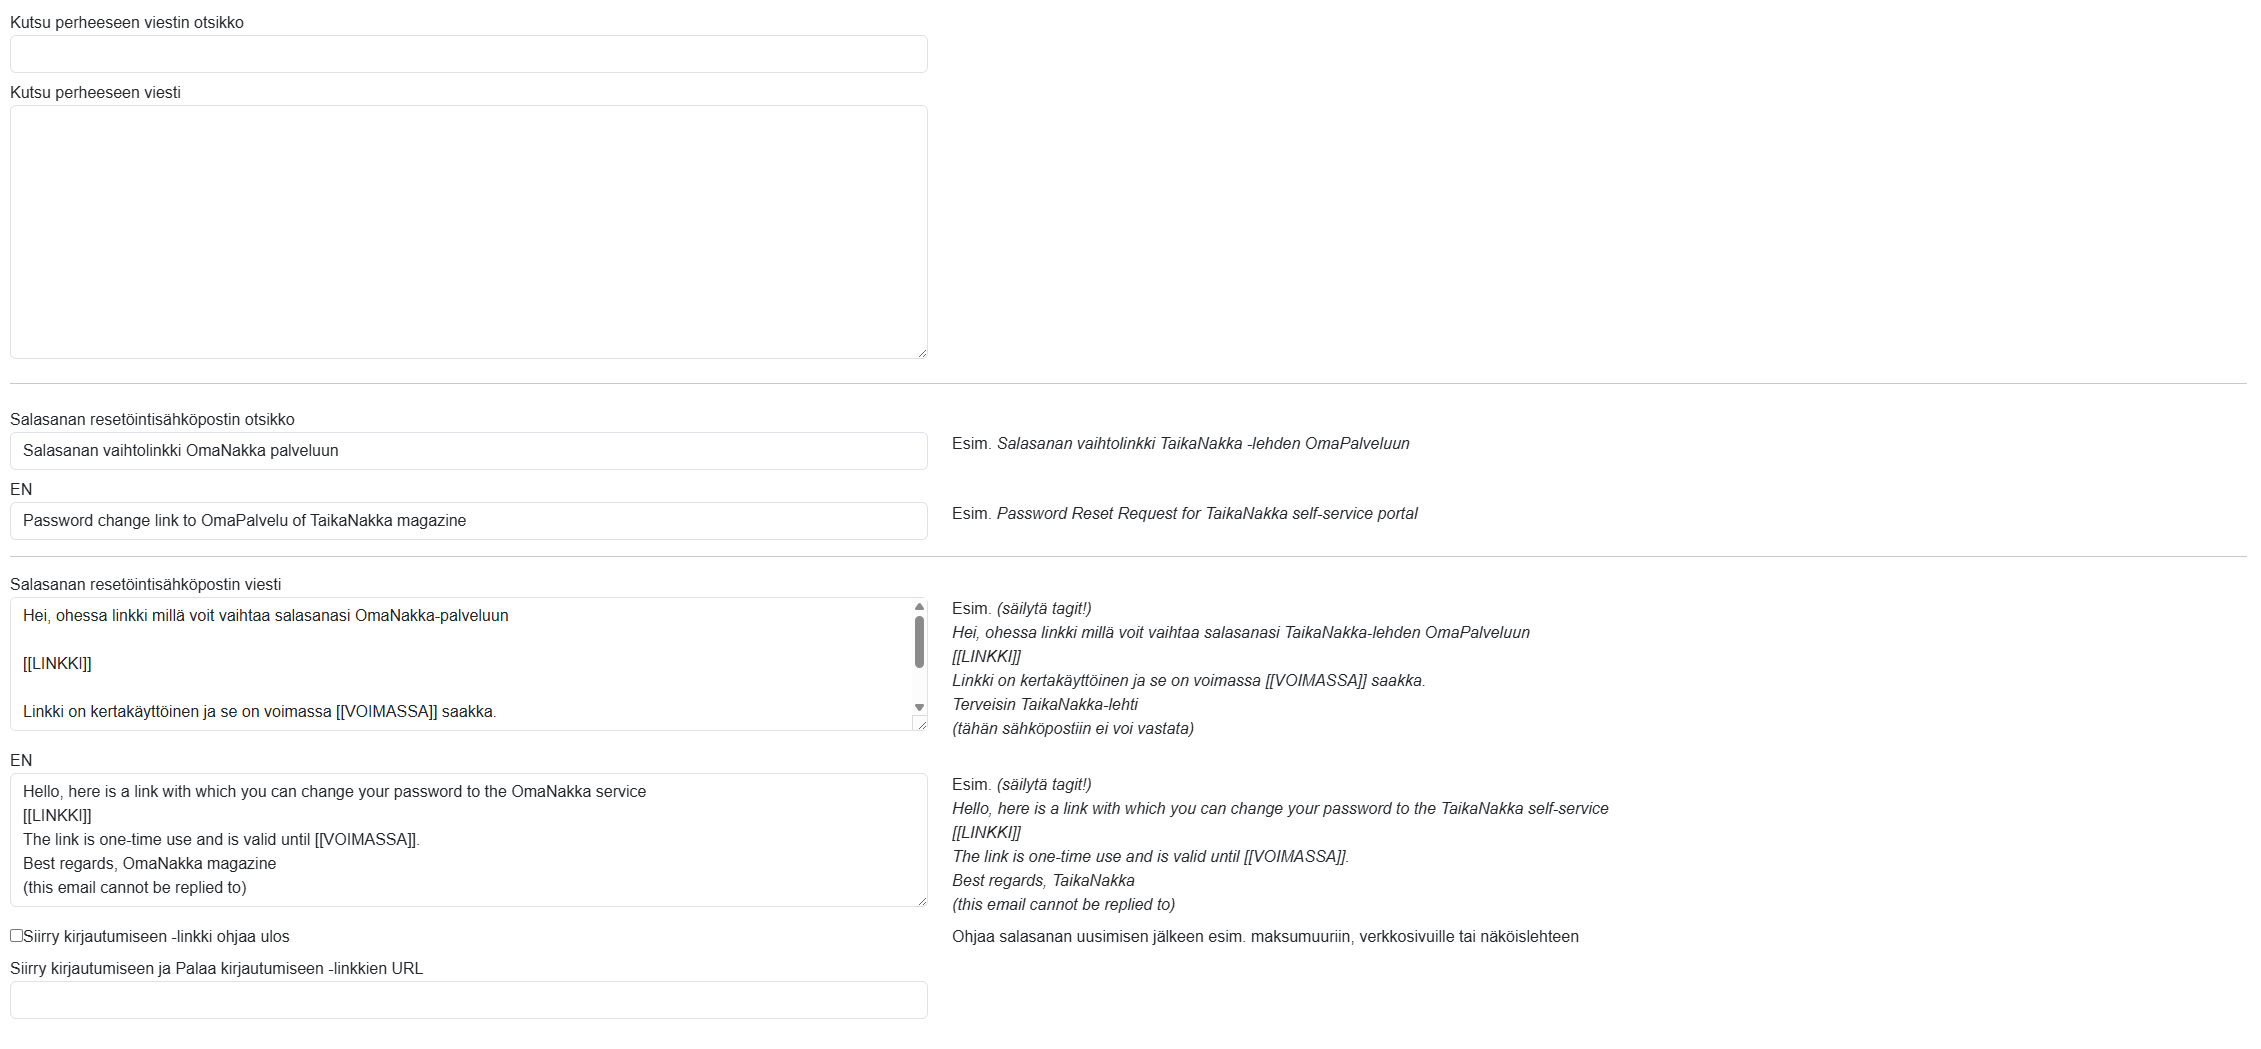 Kutsu perheeseen viestin otsikko
Kutsu perheeseen viesti
Salasanan resetöintisähköpostin otsikko
Salasanan vaihtolinkki OmaNakka palveluun
Esim. Salasanan vaihtolinkki TaikaNakka -lehden OmaPalveluun
EN
Password change link to OmaPalvelu of TaikaNakka magazine
Esim. Password Reset Request for TaikaNakka self-service portal
Salasanan resetöintisähköpostin viesti
Hei, ohessa linkki millä voit vaihtaa salasanasi OmaNakka-palveluun
[[LINKKI]]
Linkki on kertakäyttöinen ja se on voimassa [[VOIMASSA]] saakka.
Esim. (säilytä tagit!)
Hei, ohessa linkki millä voit vaihtaa salasanasi TaikaNakka-lehden OmaPalveluun
[[LINKKI]]
Linkki on kertakäyttöinen ja se on voimassa [[VOIMASSA]] saakka.
Terveisin TaikaNakka-lehti
(tähän sähköpostiin ei voi vastata)
EN
Hello, here is a link with which you can change your password to the OmaNakka service
[[LINKKI]]
The link is one-time use and is valid until [[VOIMASSA]].
Best regards, OmaNakka magazine
(this email cannot be replied to)
Esim. (säilytä tagit!)
Hello, here is a link with which you can change your password to the TaikaNakka self-service
[[LINKKI]]
The link is one-time use and is valid until [[VOIMASSA]].
Best regards, TaikaNakka
(this email cannot be replied to)
Siirry kirjautumiseen -linkki ohjaa ulos
Ohjaa salasanan uusimisen jälkeen esim. maksumuuriin, verkkosivuille tai näköislehteen
Siirry kirjautumiseen ja Palaa kirjautumiseen -linkkien URL